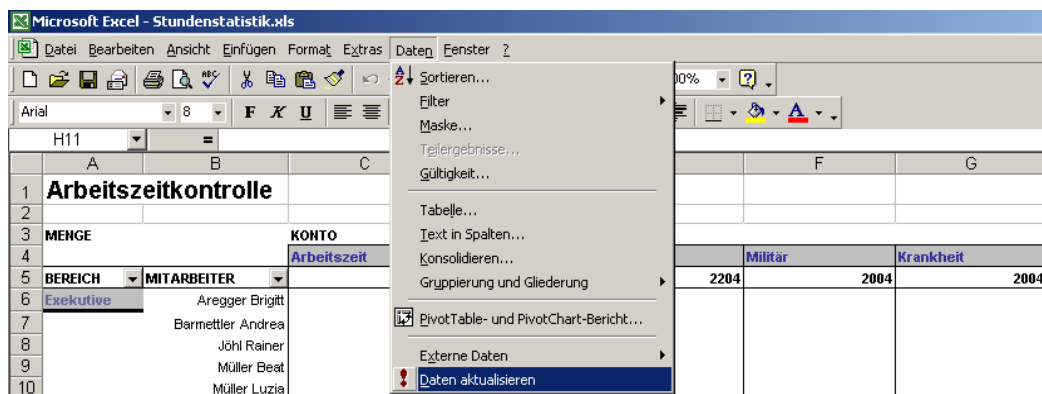 Microsoft Excel - Stundenstatistik.xls
Datei Bearbeiten Ansicht Einfügen Format Extras Daten Fenster ?
ABC 00% ?
Arial 8 F K U A
H11 =
A B C F G
1 Arbeitszeitkontrolle
2
3 MENGE KONTO
4 Arbeitszeit Militär Krankheit
5 BEREICH MITARBEITER 2204 2004 2004
6 Exekutive Aregger Brigitt
7 Barmettler Andrea
8 Jöhl Rainer
9 Müller Beat
10 Müller Luzia
A Z Sortieren...
Filter
Maske...
Teilergebnisse...
Gültigkeit...
Tabelle...
Text in Spalten...
Konsolidieren...
Gruppierung und Gliederung
PivotTable- und PivotChart-Bericht...
Externe Daten
Daten aktualisieren